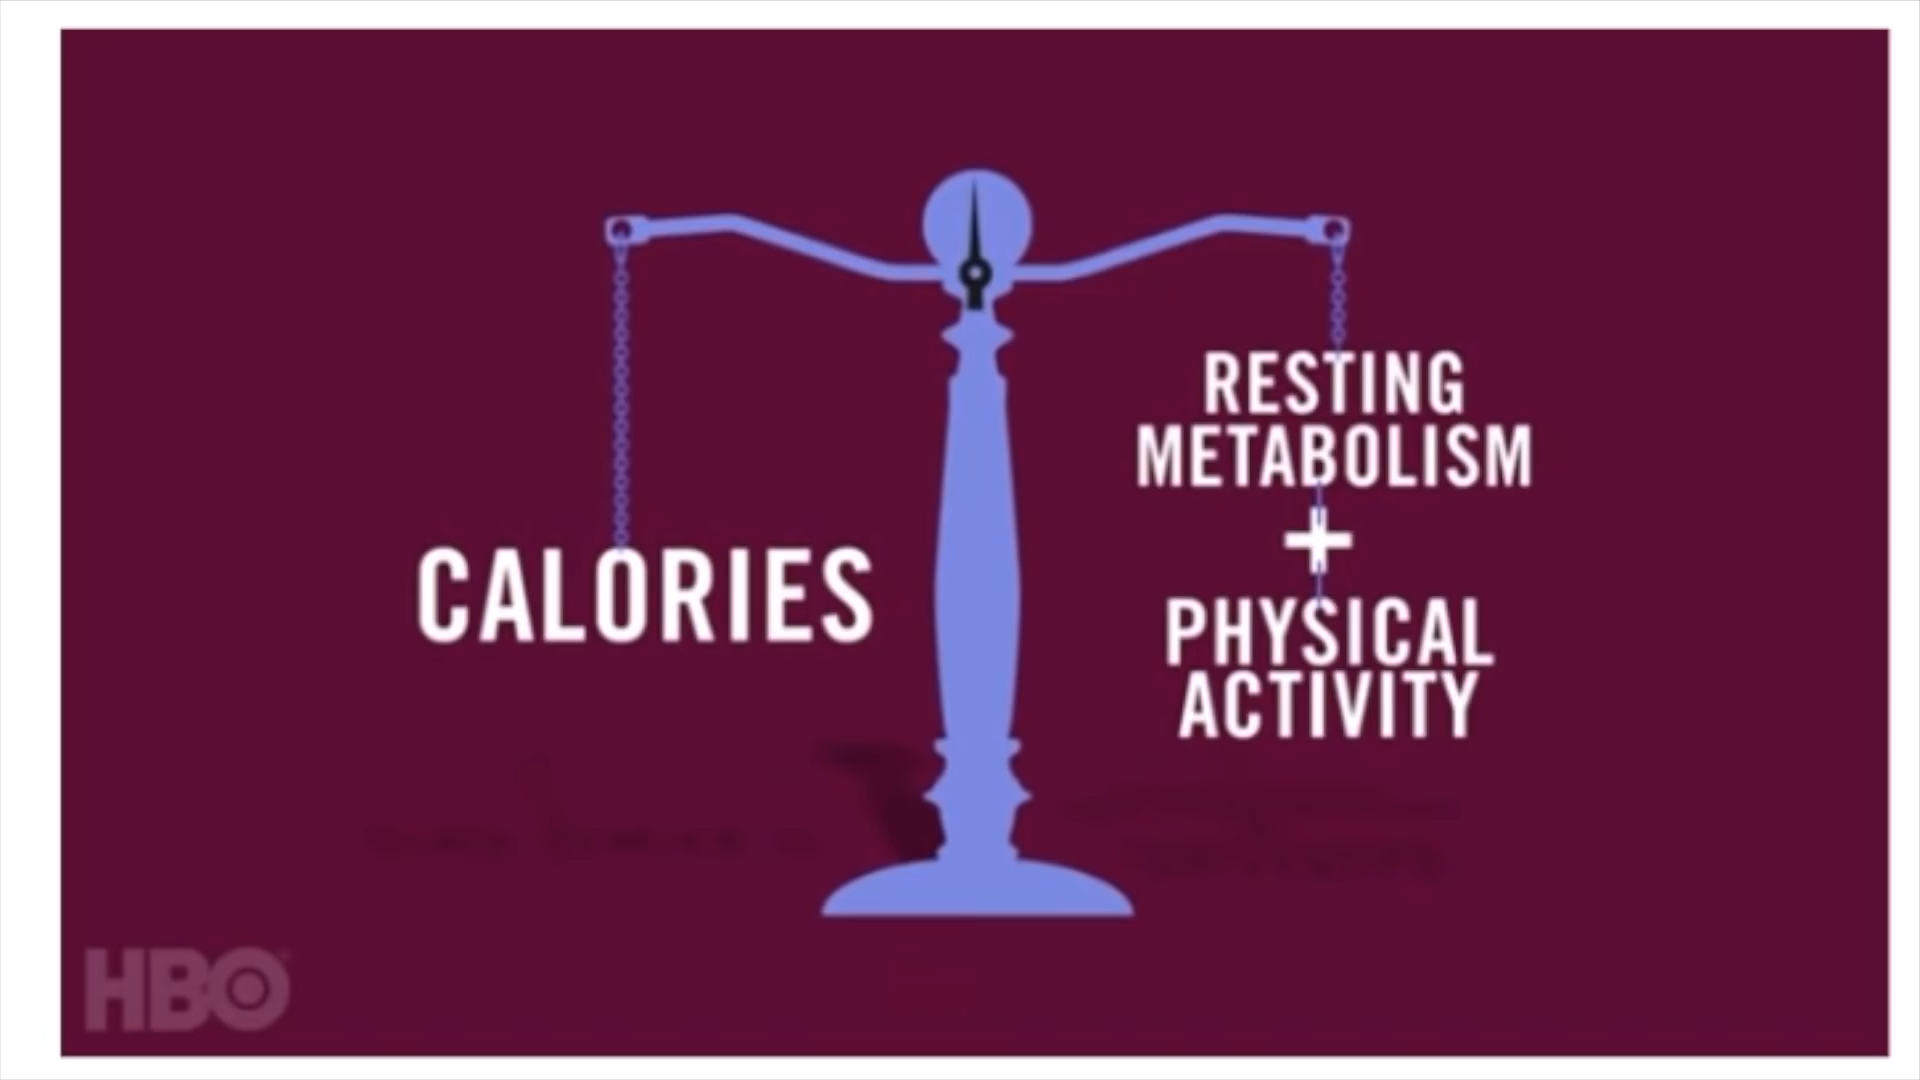 CALORIES
RESTING
METABOLISM
+
PHYSICAL
ACTIVITY
HBO